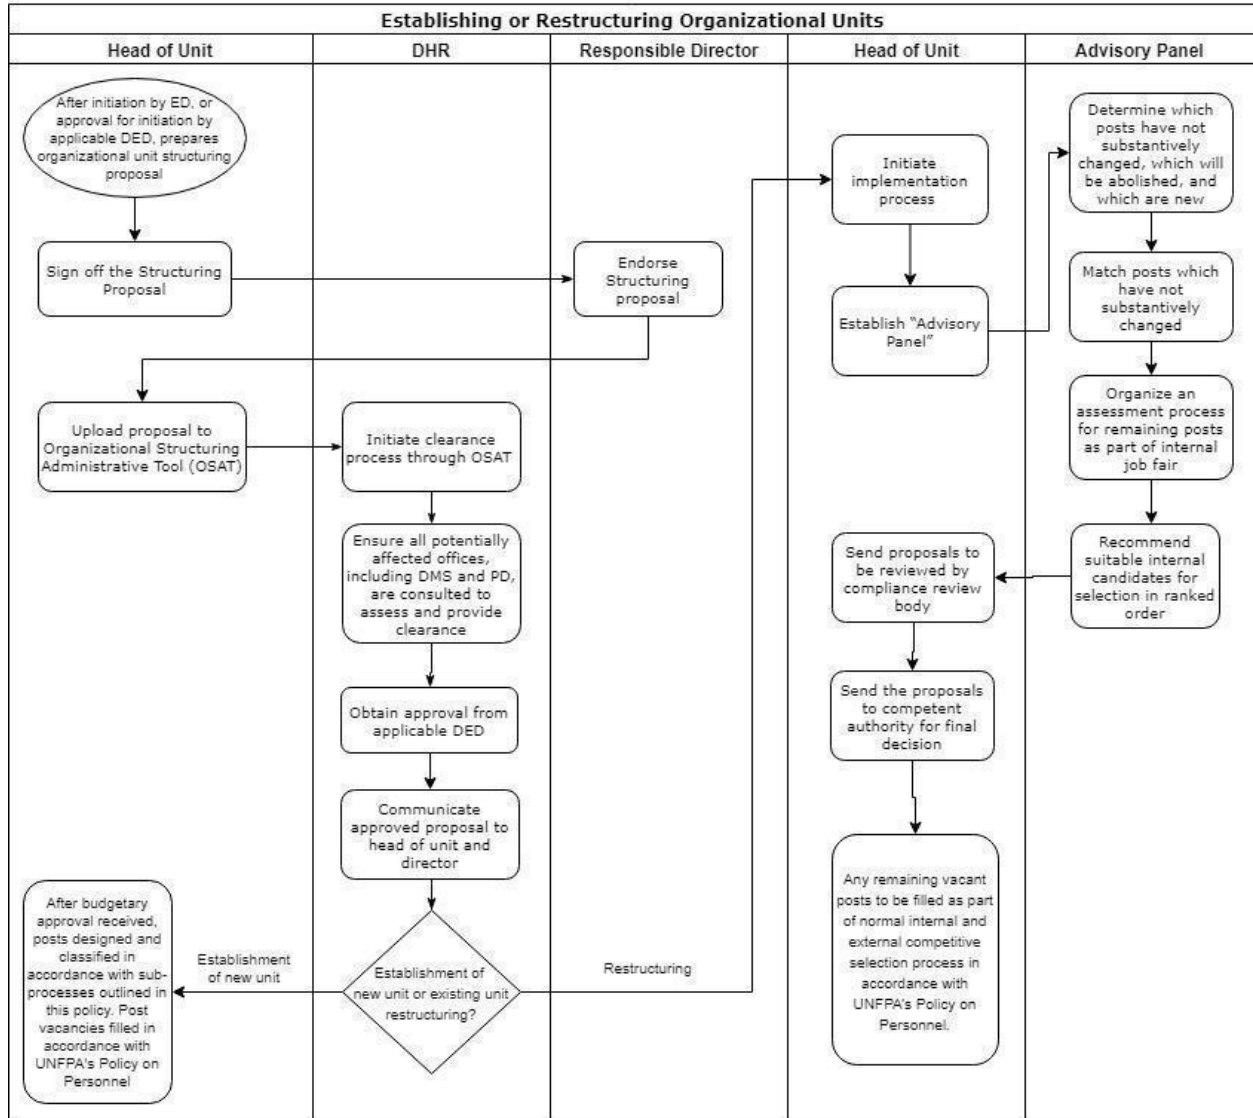 Establishing or Restructuring Organizational Units
Head of Unit
DHR
Responsible Director
Head of Unit
Advisory Panel
After initiation by ED, or
approval for initiation by
applicable DED, prepares
organizational unit structuring
proposal
Sign off the Structuring
Proposal
Endorse
Structuring
proposal
Upload proposal to
Organizational Structuring
Administrative Tool (OSAT)
Initiate clearance
process through OSAT
Ensure all potentially
affected offices,
including DMS and PD,
are consulted to
assess and provide
clearance
Obtain approval from
applicable DED
Communicate
approved proposal to
head of unit and
director
Establishment of
new unit or existing unit
restructuring?
Establishment
of new unit
After budgetary
approval received,
posts designed and
classified in
accordance with sub-
processes outlined in
this policy. Post
vacancies filled in
accordance with
UNFPA's Policy on
Personnel
Restructuring
Initiate
implementation
process
Establish “Advisory
Panel”
Determine which
posts have not
substantively
changed, which will
be abolished, and
which are new
Match posts which
have not
substantively
changed
Organize an
assessment process
for remaining posts
as part of internal
job fair
Recommend
suitable internal
candidates for
selection in ranked
order
Send proposals to
be reviewed by
compliance review
body
Send the proposals
to competent
authority for final
decision
Any remaining vacant
posts to be filled as part
of normal internal and
external competitive
selection process in
accordance with
UNFPA's Policy on
Personnel.